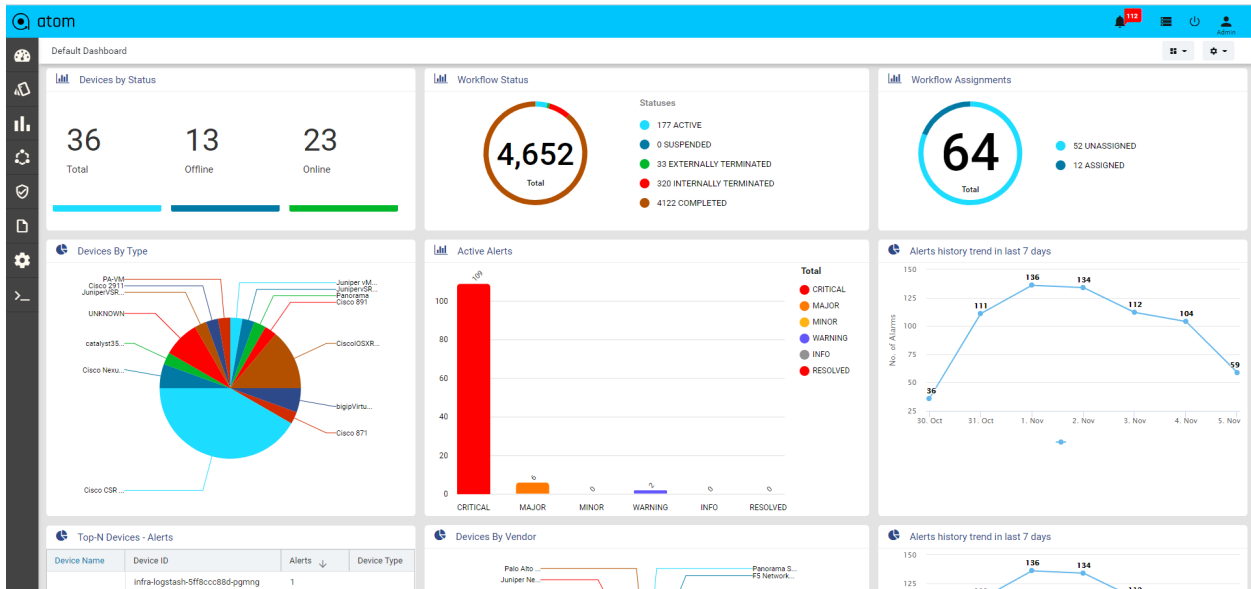 atom
112
Admin
Default Dashboard
Devices by Status
36
13
23
Total
Offline
Online
Workflow Status
4,652
Total
Statuses
177 ACTIVE
0 SUSPENDED
33 EXTERNALLY TERMINATED
320 INTERNALLY TERMINATED
4122 COMPLETED
Workflow Assignments
64
Total
52 UNASSIGNED
12 ASSIGNED
Devices By Type
PA-VM
Cisco 2911
JuniperVSR...
UNKNOWN
catalyst35...
Cisco Nexu...
Cisco CSR ...
Juniper vM...
JunipervSR...
Panorama
Cisco 891
CiscoIOSXR...
bigipVirtu...
Cisco 871
Active Alerts
109
6
0
2
0
0
100
80
60
40
20
0
CRITICAL
MAJOR
MINOR
WARNING
INFO
RESOLVED
Total
CRITICAL
MAJOR
MINOR
WARNING
INFO
RESOLVED
Alerts history trend in last 7 days
No. of Alarms
150
125
100
75
50
25
36
111
136
134
112
104
59
30. Oct
31. Oct
1. Nov
2. Nov
3. Nov
4. Nov
5. Nov
Top-N Devices - Alerts
Device Name Device ID Alerts Device Type
infra-logstash-5ff8ccc88d-pgmng 1
Devices By Vendor
Palo Alto ...
Juniper Ne...
Panorama S...
F5 Network...
Alerts history trend in last 7 days
150
125
136
134